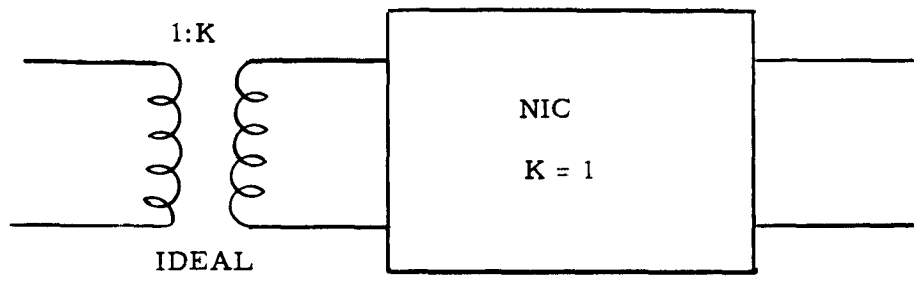 1:K
NIC
K = 1
IDEAL